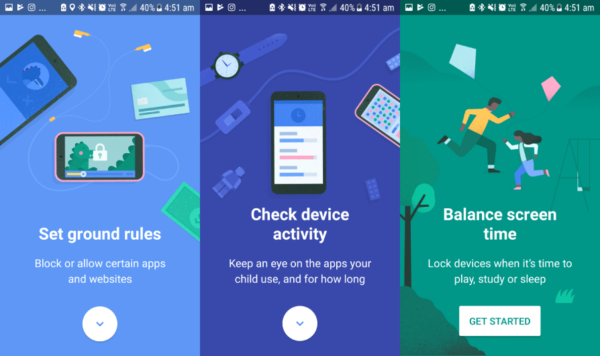 40% 4:51 am
Set ground rules
Block or allow certain apps
and websites
40% 4:51 am
Check device
activity
Keep an eye on the apps your
child use, and for how long
40% 4:51 am
Balance screen
time
Lock devices when it's time to
play, study or sleep
GET STARTED